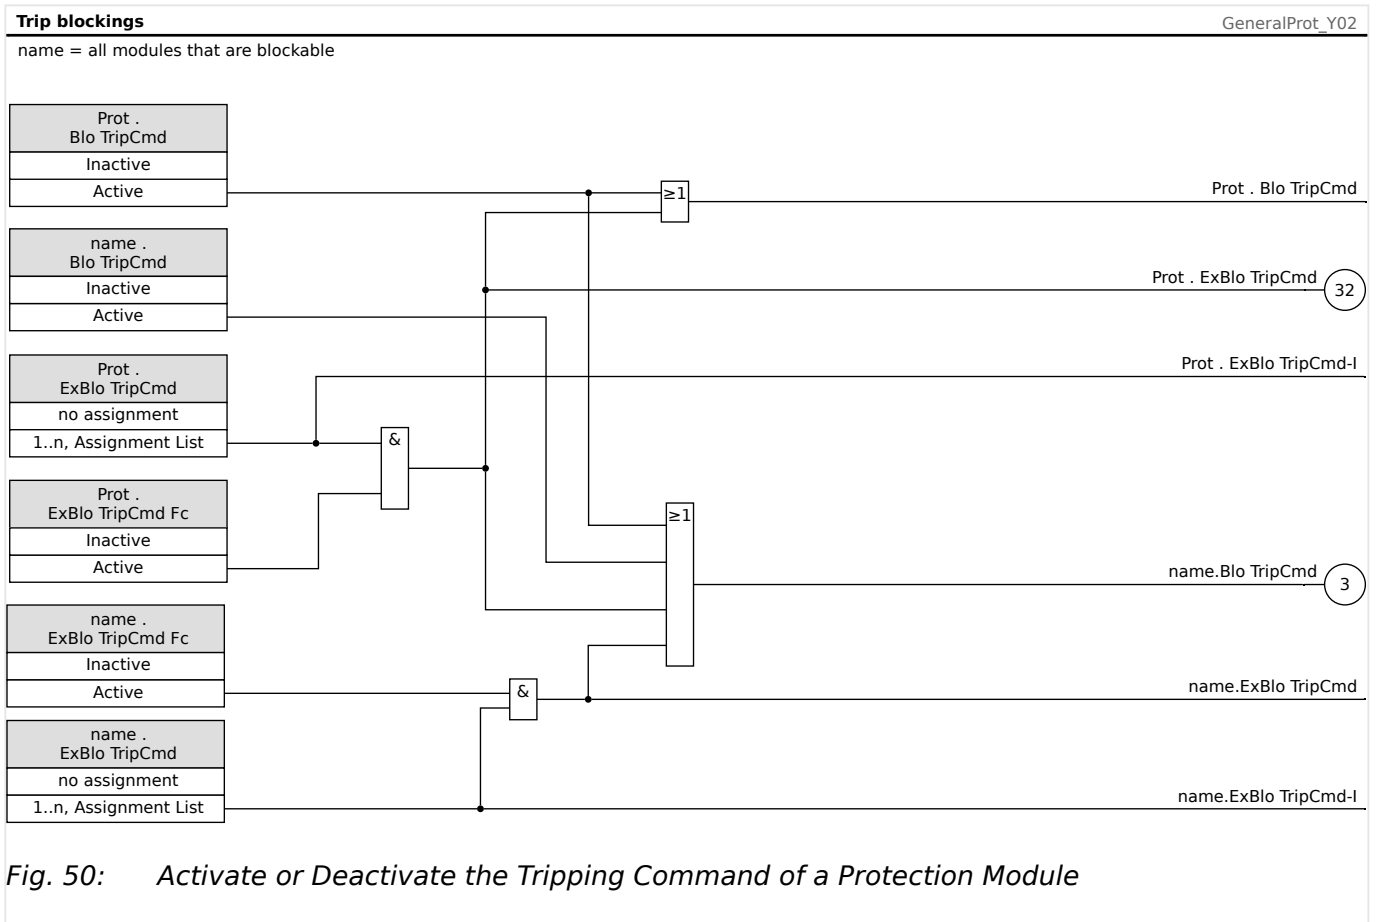 Trip blockings
GeneralProt_Y02
name = all modules that are blockable
Prot .
Blo TripCmd
Inactive
Active
≥1
Prot . Blo TripCmd
name .
Blo TripCmd
Inactive
Active
Prot . ExBlo TripCmd
32
Prot .
ExBlo TripCmd
no assignment
1..n, Assignment List
&
Prot . ExBlo TripCmd-I
Prot .
ExBlo TripCmd Fc
Inactive
Active
≥1
name.Blo TripCmd
3
name .
ExBlo TripCmd Fc
Inactive
Active
&
name.ExBlo TripCmd
name .
ExBlo TripCmd
no assignment
1..n, Assignment List
name.ExBlo TripCmd-I
Fig. 50: Activate or Deactivate the Tripping Command of a Protection Module